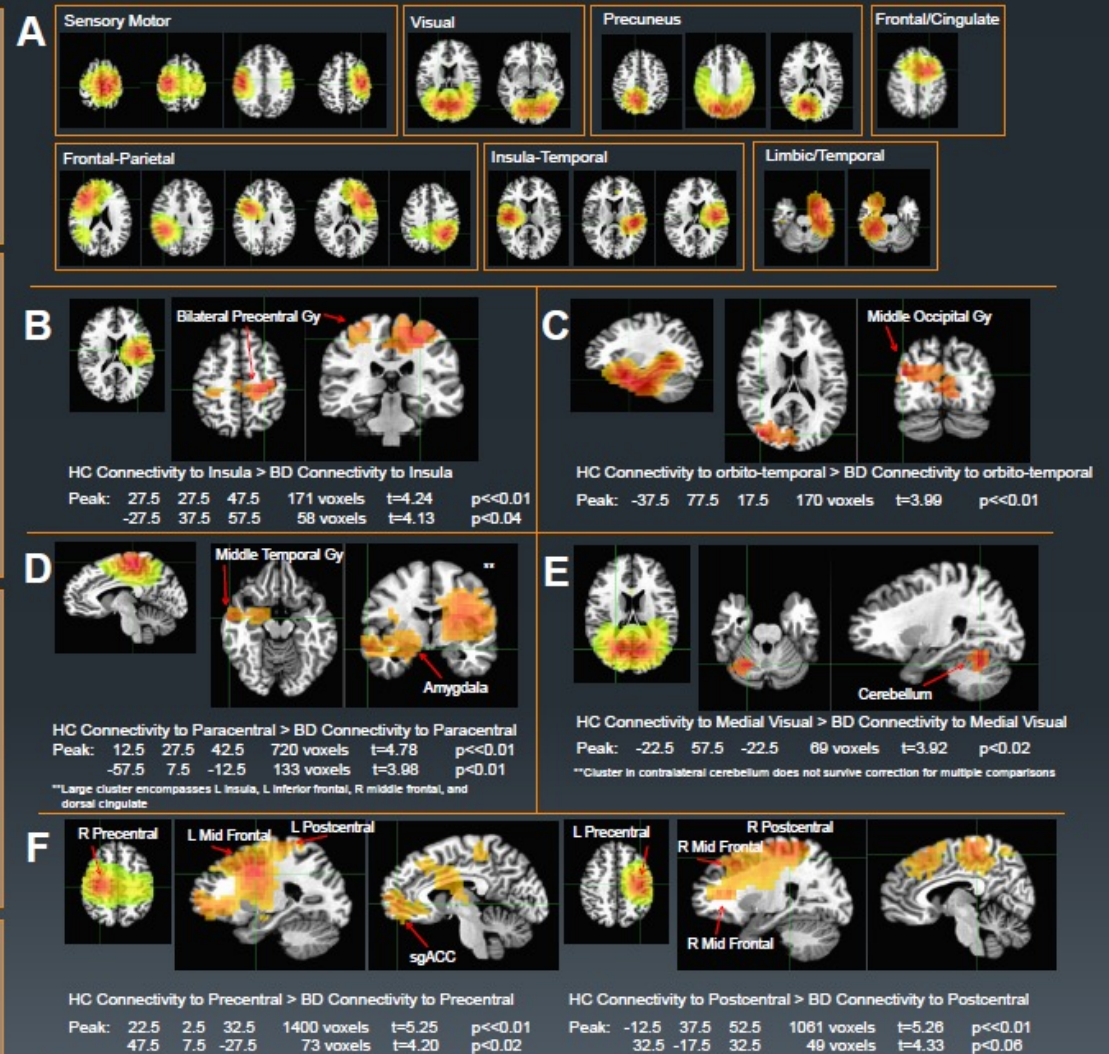 A
Sensory Motor
Visual
Precuneus
Frontal/Cingulate
Frontal-Parietal
Insula-Temporal
Limbic/Temporal
B
Bilateral Precentral Gy
HC Connectivity to Insula > BD Connectivity to Insula
Peak: 27.5 27.5 47.5 171 voxels t=4.24 p<<0.01
-27.5 37.5 57.5 58 voxels t=4.13 p<0.04
C
Middle Occipital Gy
HC Connectivity to orbito-temporal > BD Connectivity to orbito-temporal
Peak: -37.5 77.5 17.5 170 voxels t=3.99 p<<0.01
D
Middle Temporal Gy
**
Amygdala
HC Connectivity to Paracentral > BD Connectivity to Paracentral
Peak: 12.5 27.5 42.5 720 voxels t=4.78 p<<0.01
-57.5 7.5 -12.5 133 voxels t=3.98 p<0.01
**Large cluster encompasses L insula, L inferior frontal, R middle frontal, and
dorsal cingulate
E
Cerebellum
HC Connectivity to Medial Visual > BD Connectivity to Medial Visual
Peak: -22.5 57.5 -22.5 69 voxels t=3.92 p<0.02
**Cluster in contralateral cerebellum does not survive correction for multiple comparisons
F
R Precentral
L Mid Frontal
L Postcentral
sgACC
HC Connectivity to Precentral > BD Connectivity to Precentral
Peak: 22.5 2.5 32.5 1400 voxels t=5.25 p<<0.01
47.5 7.5 -27.5 73 voxels t=4.20 p<0.02
L Precentral
R Postcentral
R Mid Frontal
R Mid Frontal
HC Connectivity to Postcentral > BD Connectivity to Postcentral
Peak: -12.5 37.5 52.5 1061 voxels t=5.26 p<<0.01
32.5 -17.5 32.5 49 voxels t=4.33 p<0.06